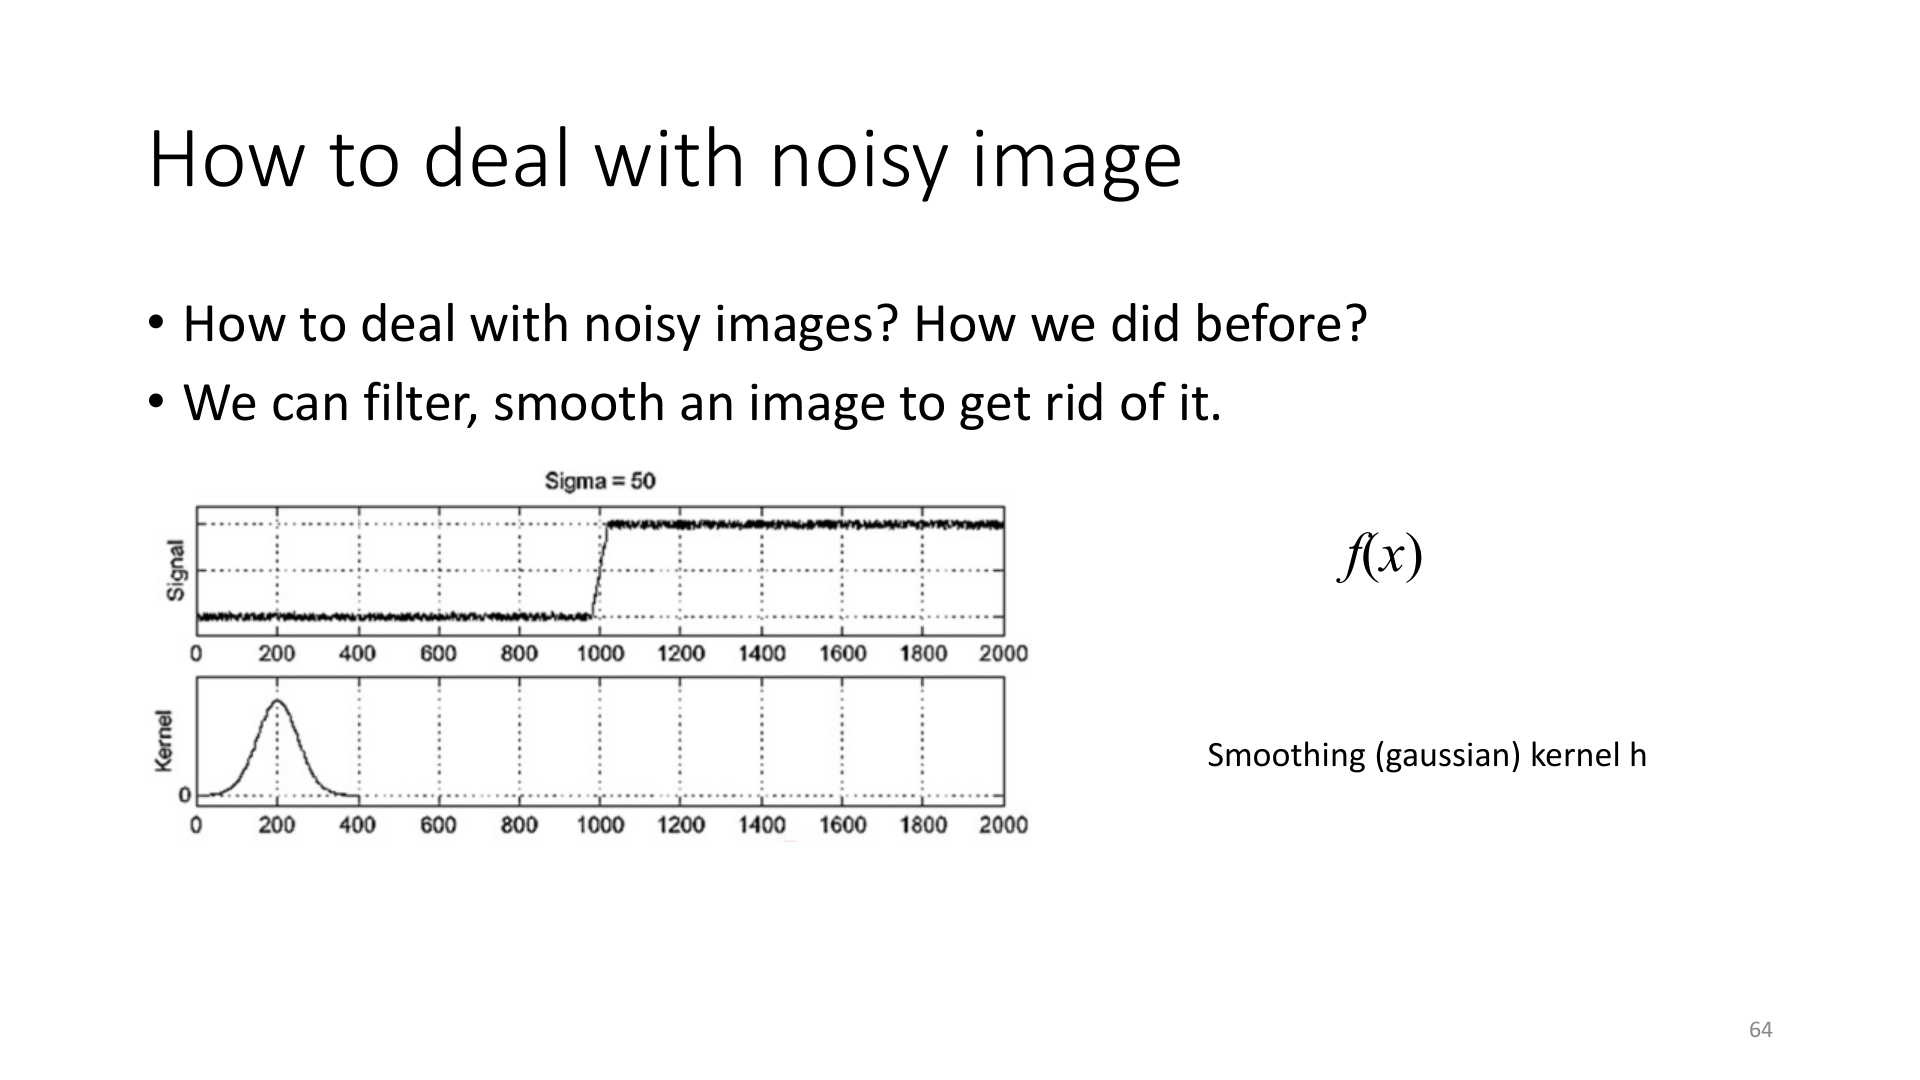 How to deal with noisy image
• How to deal with noisy images? How we did before?
• We can filter, smooth an image to get rid of it.
Sigma = 50
Signal
0 200 400 600 800 1000 1200 1400 1600 1800 2000
f(x)
Kernel
0
0 200 400 600 800 1000 1200 1400 1600 1800 2000
Smoothing (gaussian) kernel h
64